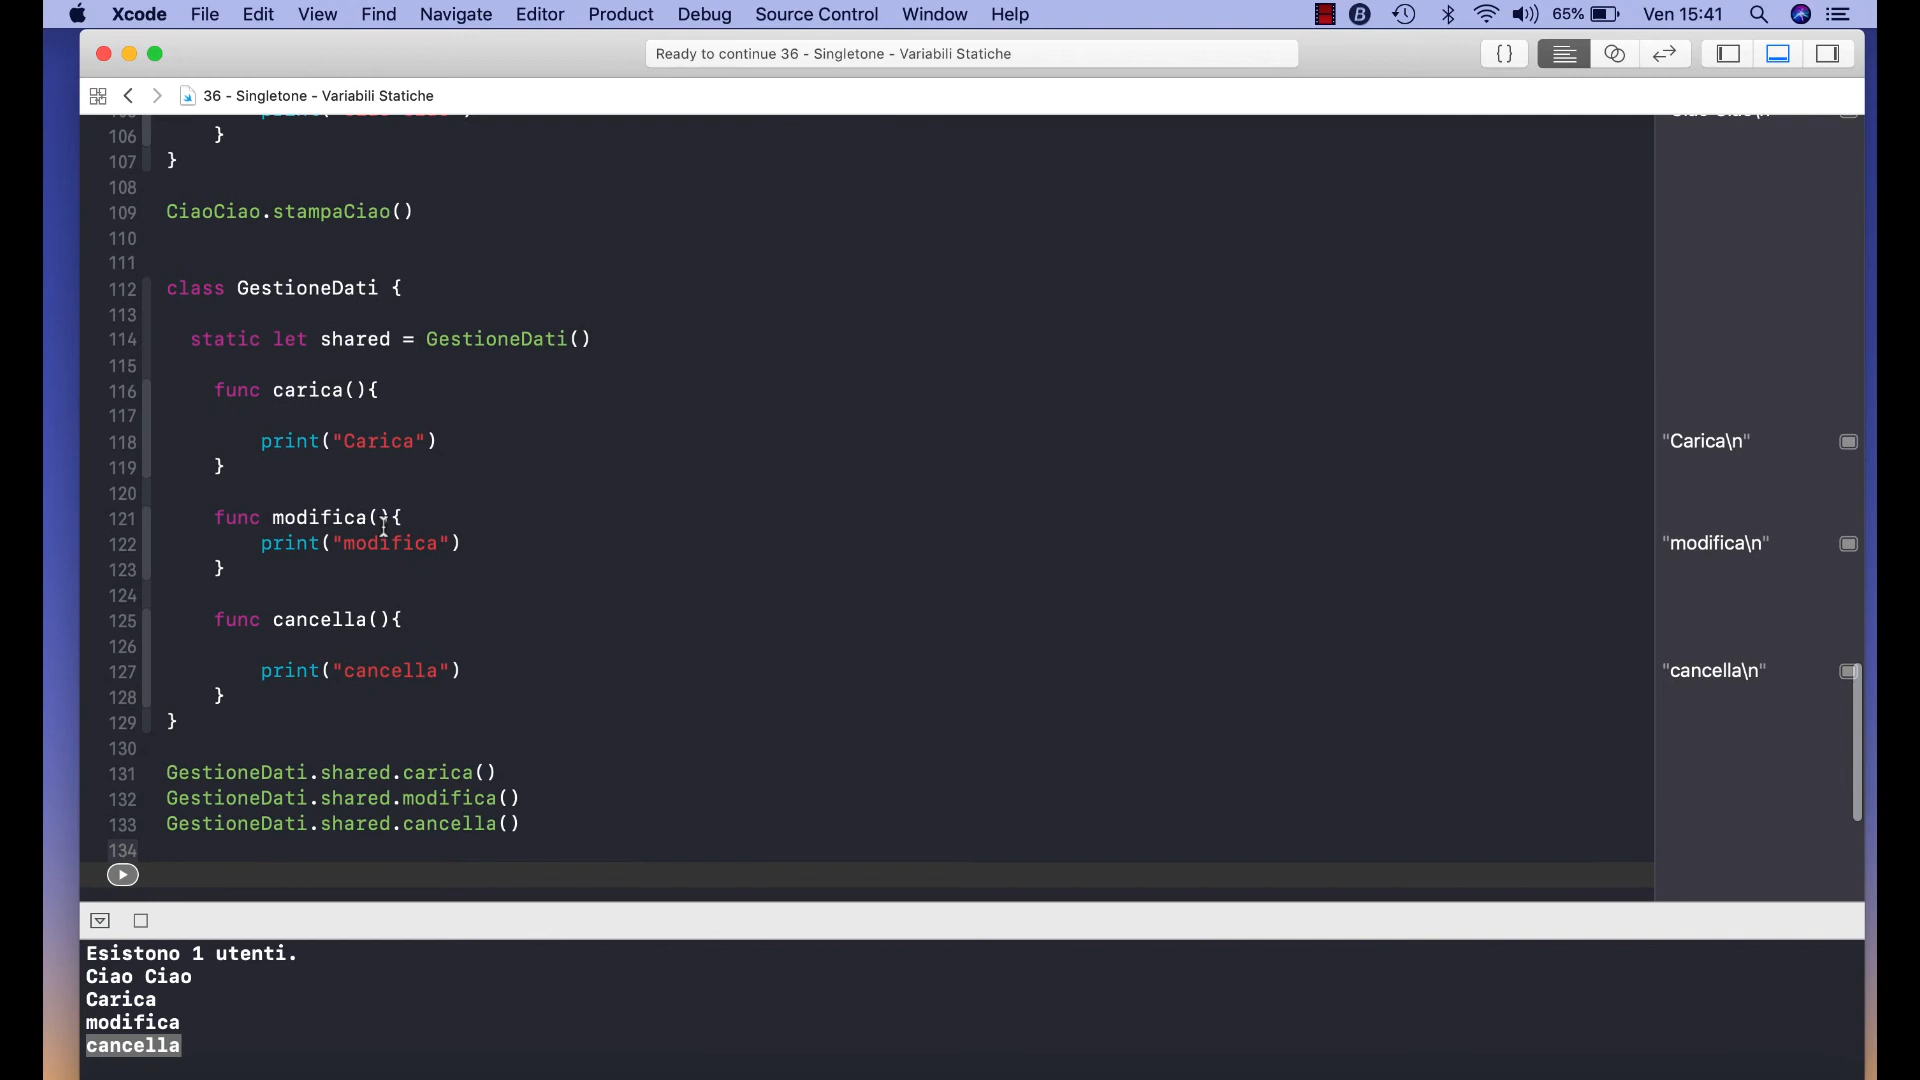 Xcode File Edit View Find Navigate Editor Product Debug Source Control Window Help 65% Ven 15:41
Ready to continue 36 - Singletone - Variabili Statiche
{}
36 - Singletone - Variabili Statiche
106 }
107 }
108
109 CiaoCiao.stampaCiao()
110
111
112 class GestioneDati {
113
114 static let shared = GestioneDati()
115
116 func carica(){
117
118 print("Carica") "Carica\n"
119 }
120
121 func modifica(){
122 print("modifica") "modifica\n"
123 }
124
125 func cancella(){
126
127 print("cancella") "cancella\n"
128 }
129 }
130
131 GestioneDati.shared.carica()
132 GestioneDati.shared.modifica()
133 GestioneDati.shared.cancella()
134
Esistono 1 utenti.
Ciao Ciao
Carica
modifica
cancella